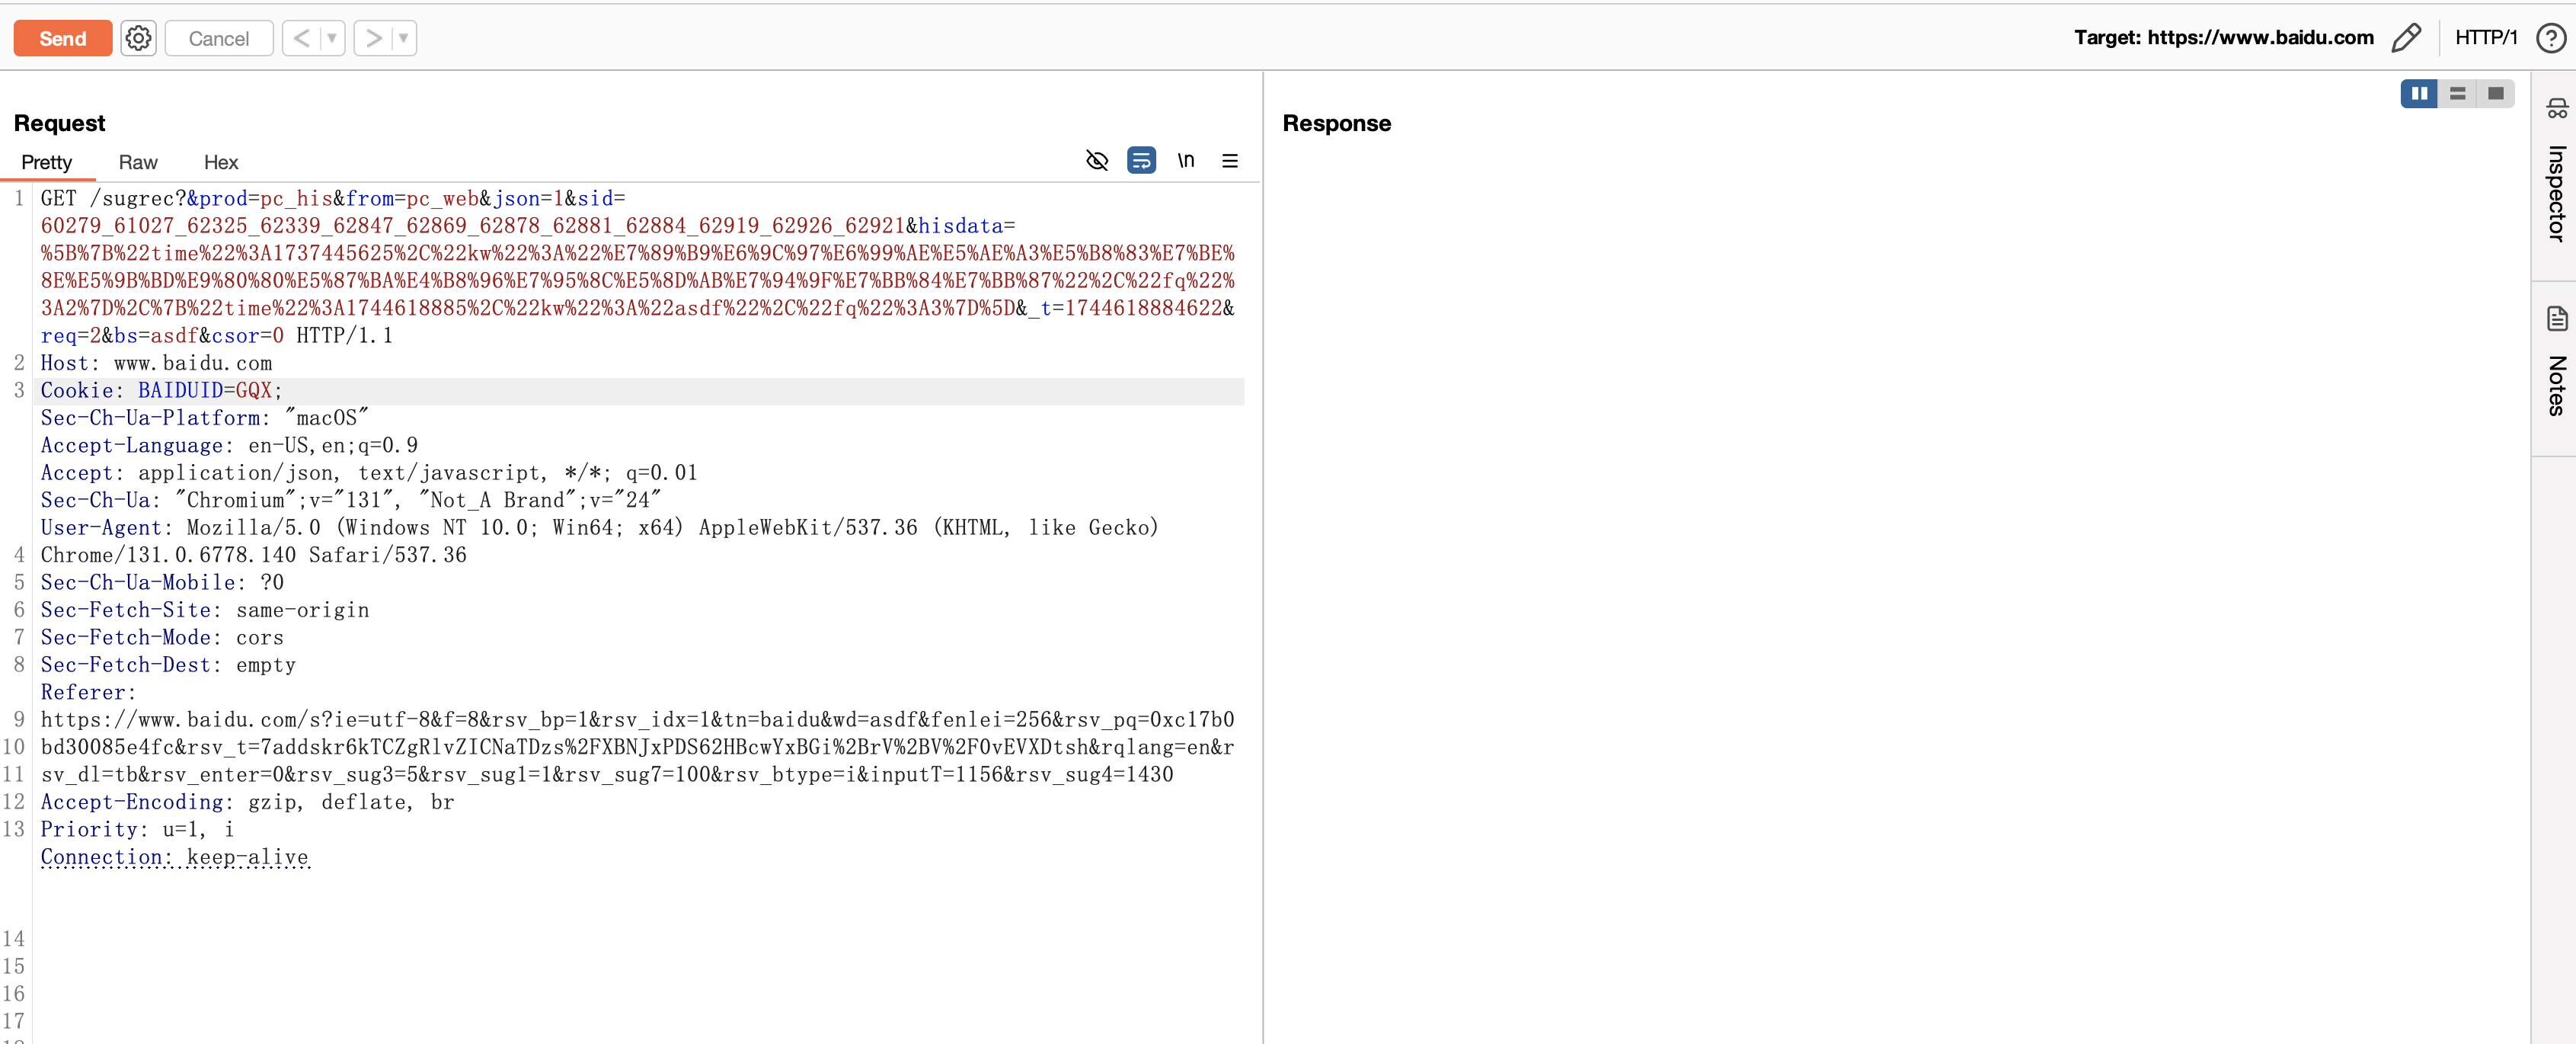 Send Cancel Target: https://www.baidu.com HTTP/1
Request
Response
Pretty Raw Hex \n
1 GET /sugrec?&prod=pc_his&from=pc_web&json=1&sid=
60279_61027_62325_62339_62847_62869_62878_62881_62884_62919_62926_62921&hisdata=
%5B%7B%22time%22%3A1737445625%2C%22kw%22%3A%22%E7%89%B9%E6%9C%97%E6%99%AE%E5%AE%A3%E5%B8%83%E7%BE%
8E%E5%9B%BD%E9%80%80%E5%87%BA%E4%B8%96%E7%95%8C%E5%8D%AB%E7%94%9F%E7%BB%84%E7%BB%87%22%2C%22fq%22%
3A2%7D%2C%7B%22time%22%3A1744618885%2C%22kw%22%3A%22asdf%22%2C%22fq%22%3A3%7D%5D&_t=1744618884622&
req=2&bs=asdf&csor=0 HTTP/1.1
2 Host: www.baidu.com
3 Cookie: BAIDUID=GQX;
Sec-Ch-Ua-Platform: "macOS"
Accept-Language: en-US,en;q=0.9
Accept: application/json, text/javascript, */*; q=0.01
Sec-Ch-Ua: "Chromium";v="131", "Not_A Brand";v="24"
User-Agent: Mozilla/5.0 (Windows NT 10.0; Win64; x64) AppleWebKit/537.36 (KHTML, like Gecko)
4 Chrome/131.0.6778.140 Safari/537.36
5 Sec-Ch-Ua-Mobile: ?0
6 Sec-Fetch-Site: same-origin
7 Sec-Fetch-Mode: cors
8 Sec-Fetch-Dest: empty
Referer:
9 https://www.baidu.com/s?ie=utf-8&f=8&rsv_bp=1&rsv_idx=1&tn=baidu&wd=asdf&fenlei=256&rsv_pq=0xc17b0
10 bd30085e4fc&rsv_t=7addskr6kTCZgRlvZICNaTDzs%2FXBNJxPDS62HBcwYxBGi%2BrV%2BV%2F0vEVXDtsh&rqlang=en&r
11 sv_dl=tb&rsv_enter=0&rsv_sug3=5&rsv_sug1=1&rsv_sug7=100&rsv_btype=i&inputT=1156&rsv_sug4=1430
12 Accept-Encoding: gzip, deflate, br
13 Priority: u=1, i
Connection: keep-alive
14
15
16
17
Inspector
Notes